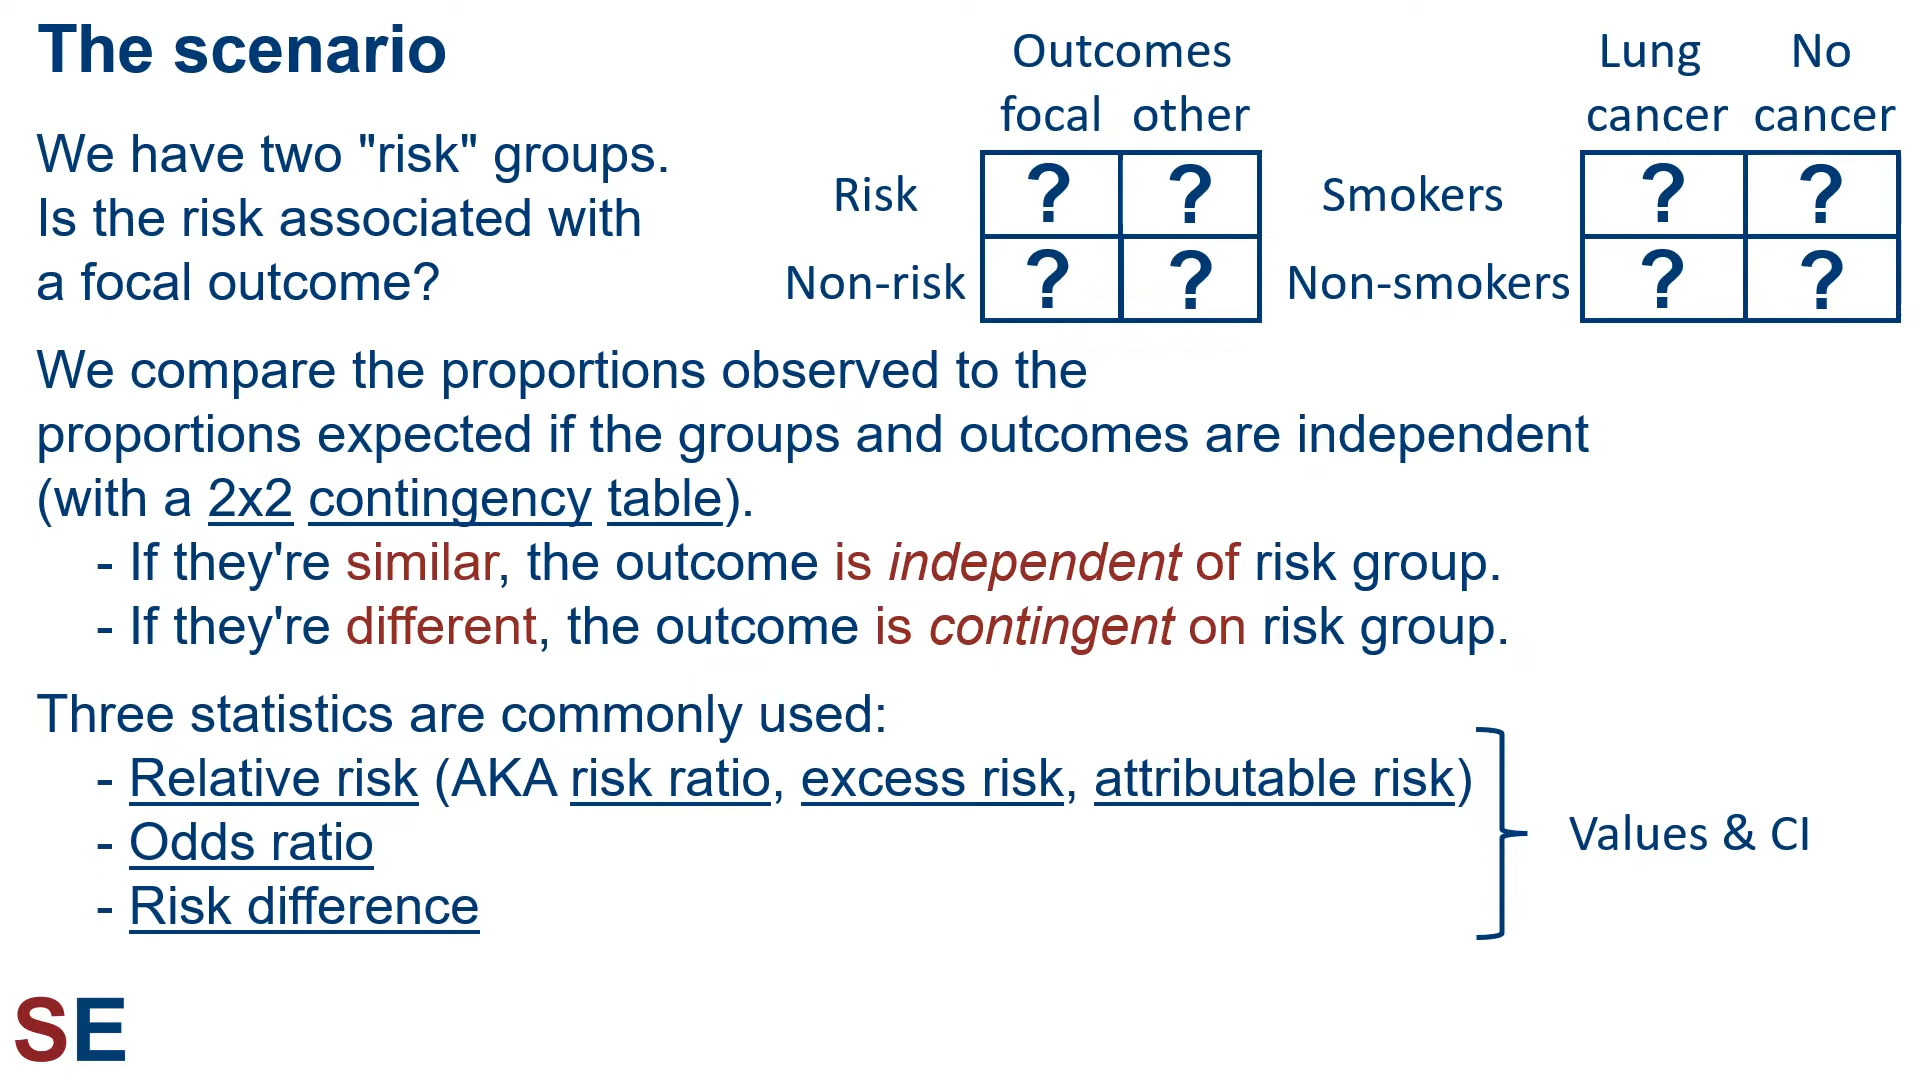 The scenario
We have two "risk" groups.
Is the risk associated with
a focal outcome?
Outcomes
focal other
Risk ? ?
Non-risk ? ?
Lung No
cancer cancer
Smokers ? ?
Non-smokers ? ?
We compare the proportions observed to the
proportions expected if the groups and outcomes are independent
(with a 2x2 contingency table).
- If they're similar, the outcome is independent of risk group.
- If they're different, the outcome is contingent on risk group.
Three statistics are commonly used:
- Relative risk (AKA risk ratio, excess risk, attributable risk)
- Odds ratio
- Risk difference
Values & CI
SE